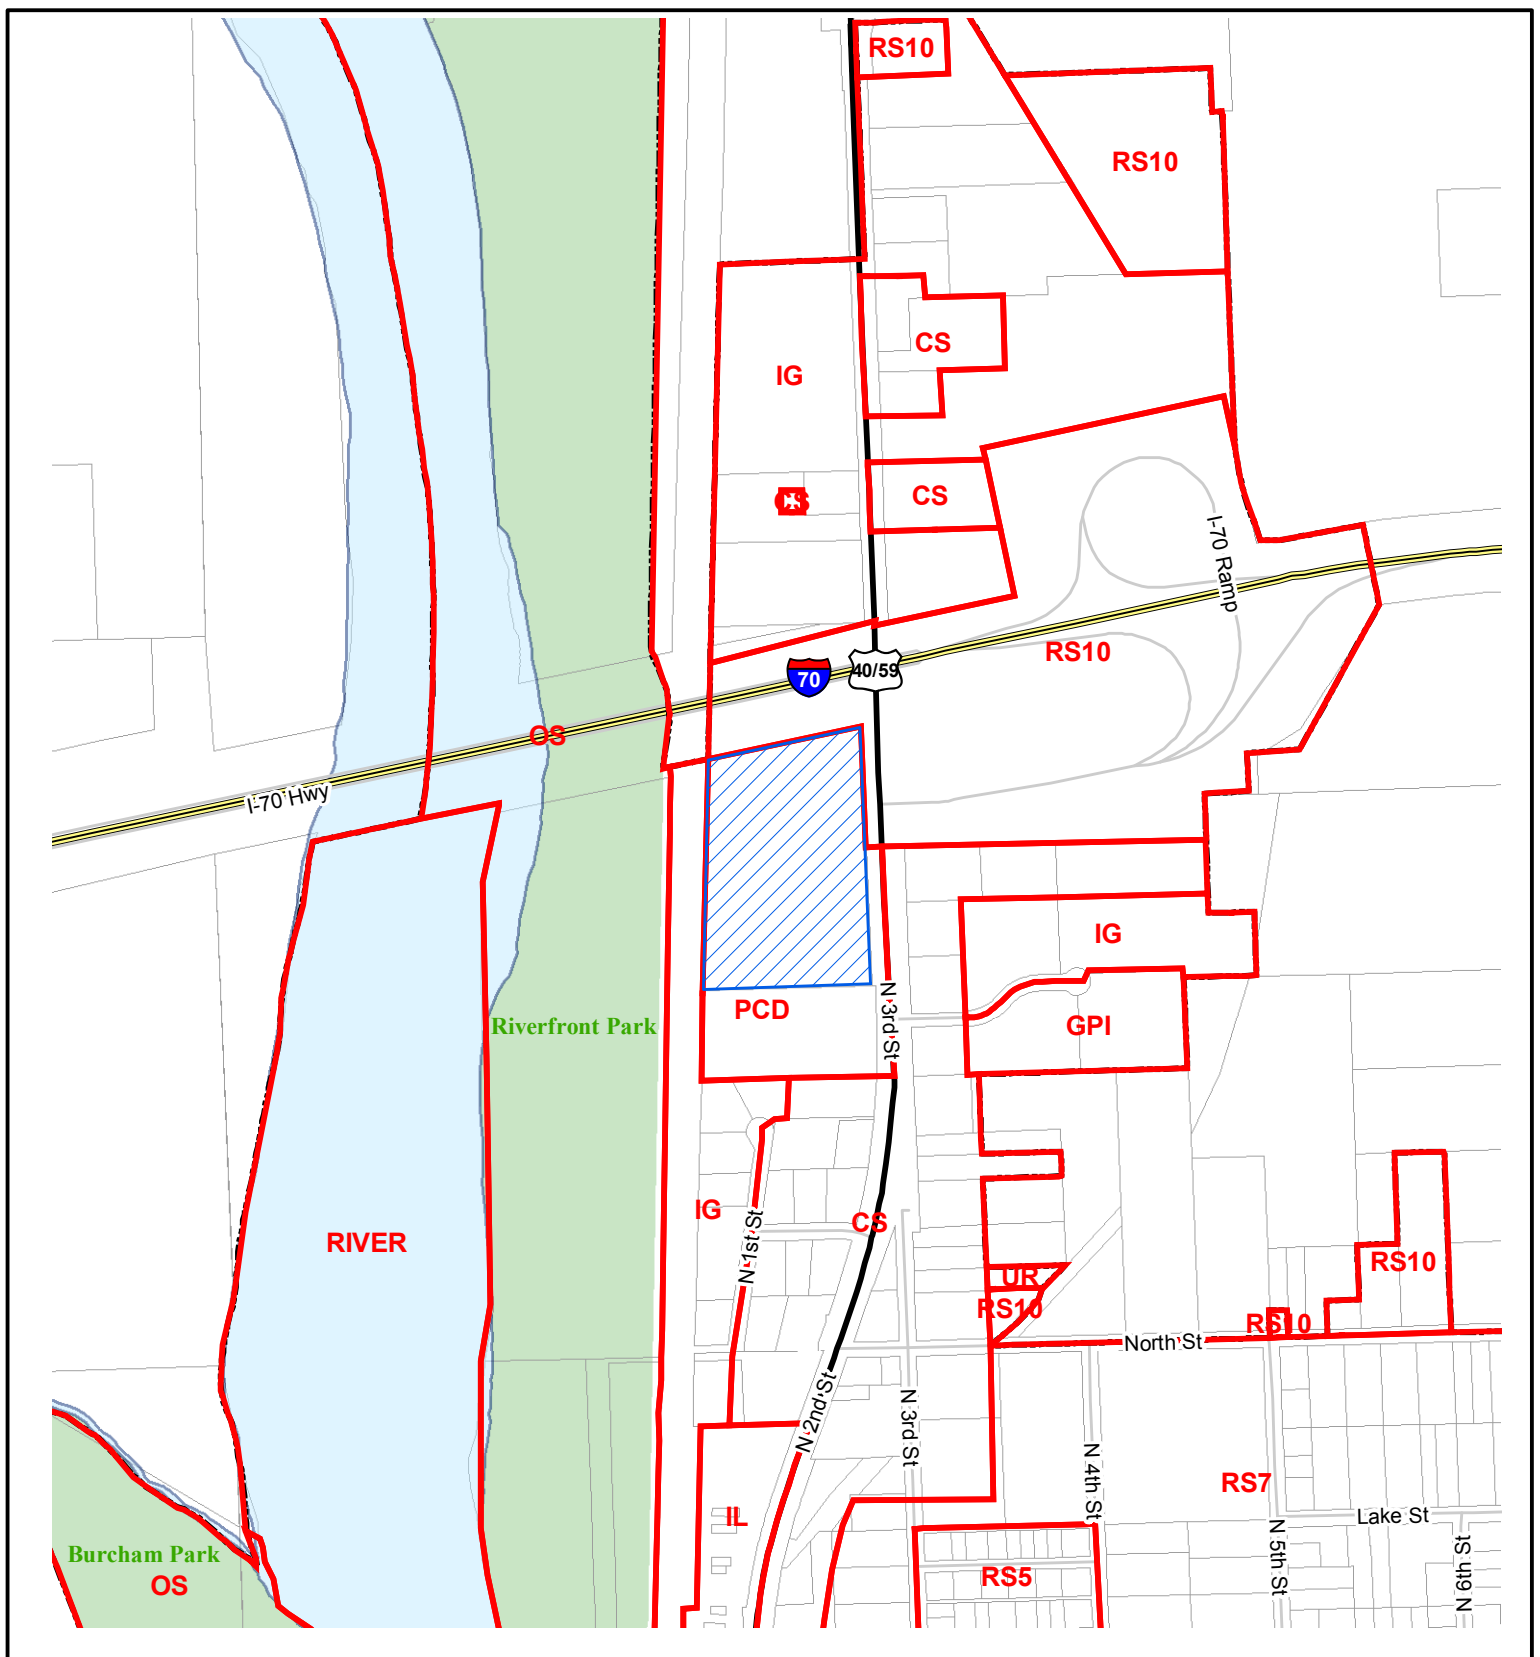 RS10
RS10
CS
IG
CS
CS
I-70 Ramp
RS10
70
40/59
OS
I-70 Hwy
IG
PCD
N 3rd St
GPI
Riverfront Park
IG
N 1st St
CS
RIVER
UR
RS10
RS10
RS10
North St
N 2nd St
N 3rd St
N 4th St
RS7
IL
Lake St
N 5th St
N 6th St
Burcham Park
OS
RS5